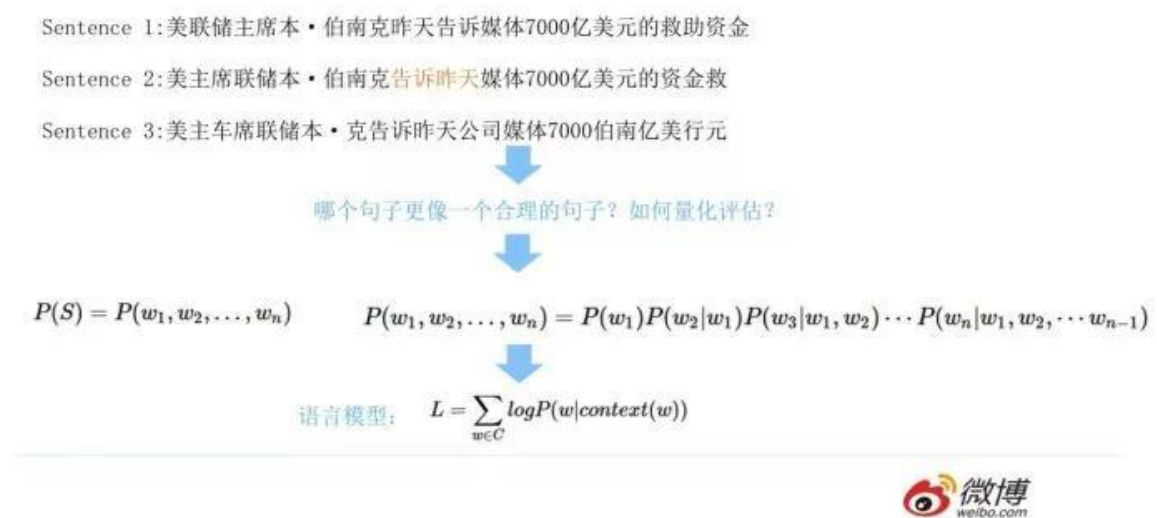 Sentence 1:美联储主席本·伯南克昨天告诉媒体7000亿美元的救助资金
Sentence 2:美主席联储本·伯南克告诉昨天媒体7000亿美元的资金救
Sentence 3:美主车席联储本·克告诉昨天公司媒体7000伯南亿美行元
哪个句子更像一个合理的句子?如何量化评估?
P(S) = P(w₁, w₂, ..., wₙ) P(w₁, w₂, ..., wₙ) = P(w₁)P(w₂|w₁)P(w₃|w₁, w₂) ⋯ P(wₙ|w₁, w₂, ⋯ wₙ₋₁)
语言模型: L = ∑_{w∈C} logP(w|context(w))
微博
weibo.com